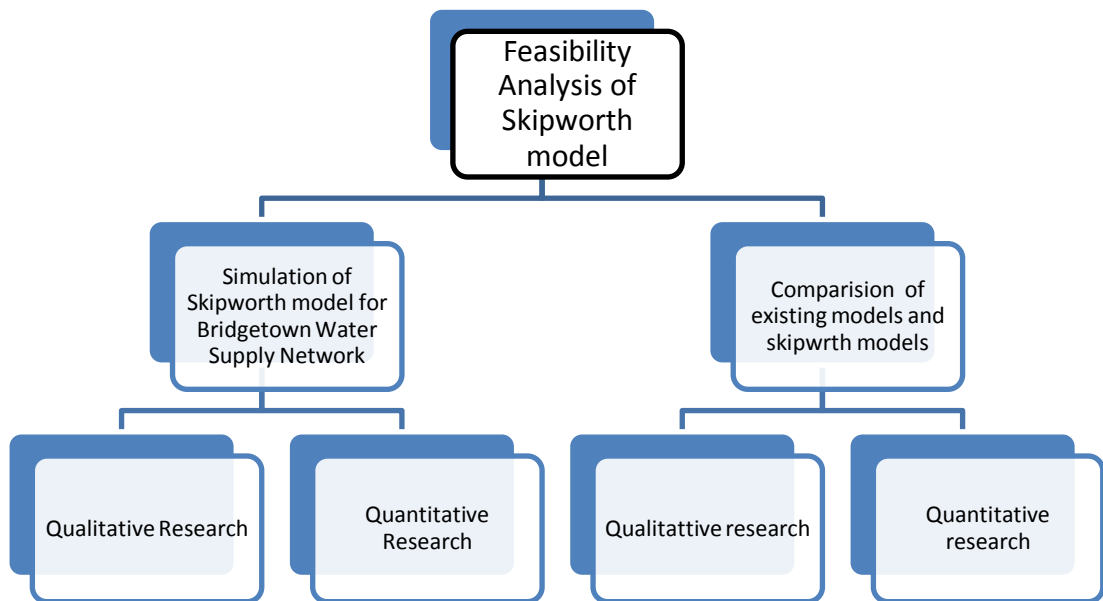 Feasibility
Analysis of
Skipworth
model
Simulation of
Skipworth model for
Bridgetown Water
Supply Network
Comparision of
existing models and
skipwrth models
Qualitative Research
Quantitative
Research
Qualitattive research
Quantitative
research